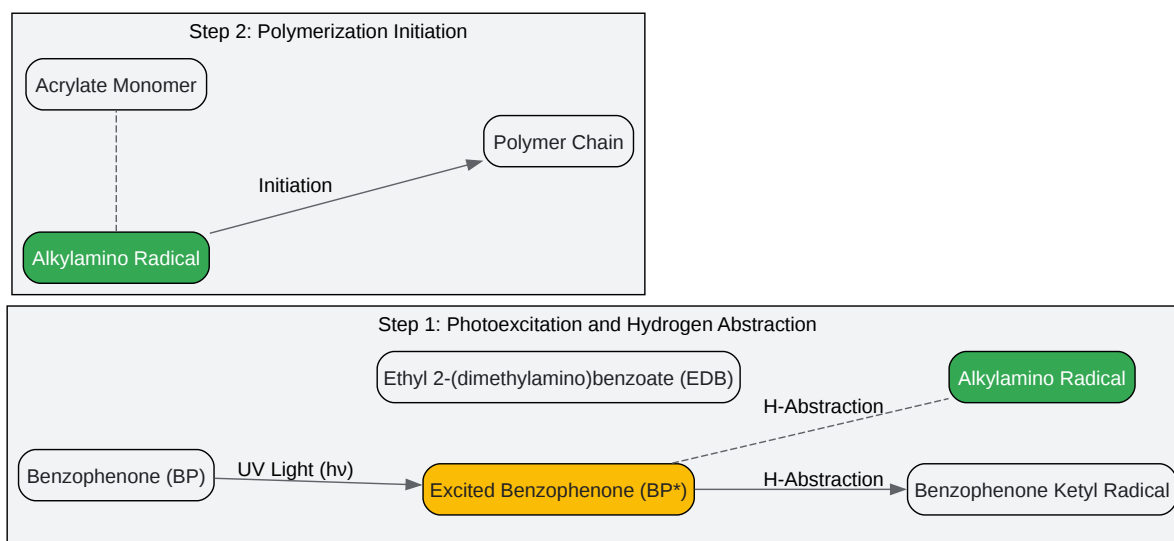 Step 2: Polymerization Initiation
Acrylate Monomer
Polymer Chain
Initiation
Alkylamino Radical
Step 1: Photoexcitation and Hydrogen Abstraction
Ethyl 2-(dimethylamino)benzoate (EDB)
Alkylamino Radical
H-Abstraction
Benzophenone (BP)
UV Light (hν)
Excited Benzophenone (BP*)
H-Abstraction
Benzophenone Ketyl Radical